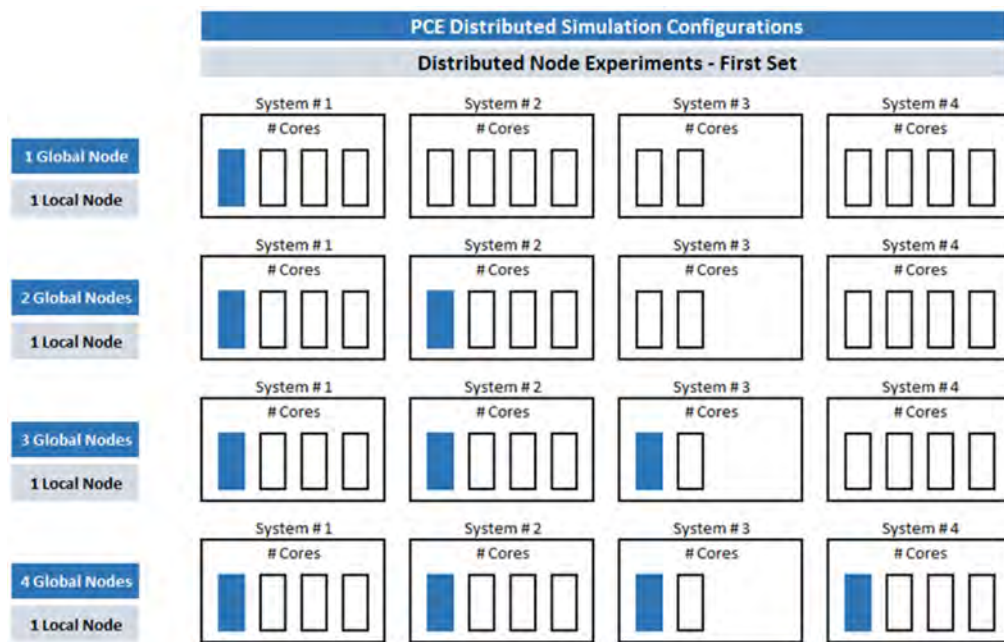 PCE Distributed Simulation Configurations
Distributed Node Experiments - First Set
System # 1 System # 2 System # 3 System # 4
# Cores # Cores # Cores # Cores
1 Global Node
1 Local Node
System # 1 System # 2 System # 3 System # 4
# Cores # Cores # Cores # Cores
2 Global Nodes
1 Local Node
System # 1 System # 2 System # 3 System # 4
# Cores # Cores # Cores # Cores
3 Global Nodes
1 Local Node
System # 1 System # 2 System # 3 System # 4
# Cores # Cores # Cores # Cores
4 Global Nodes
1 Local Node